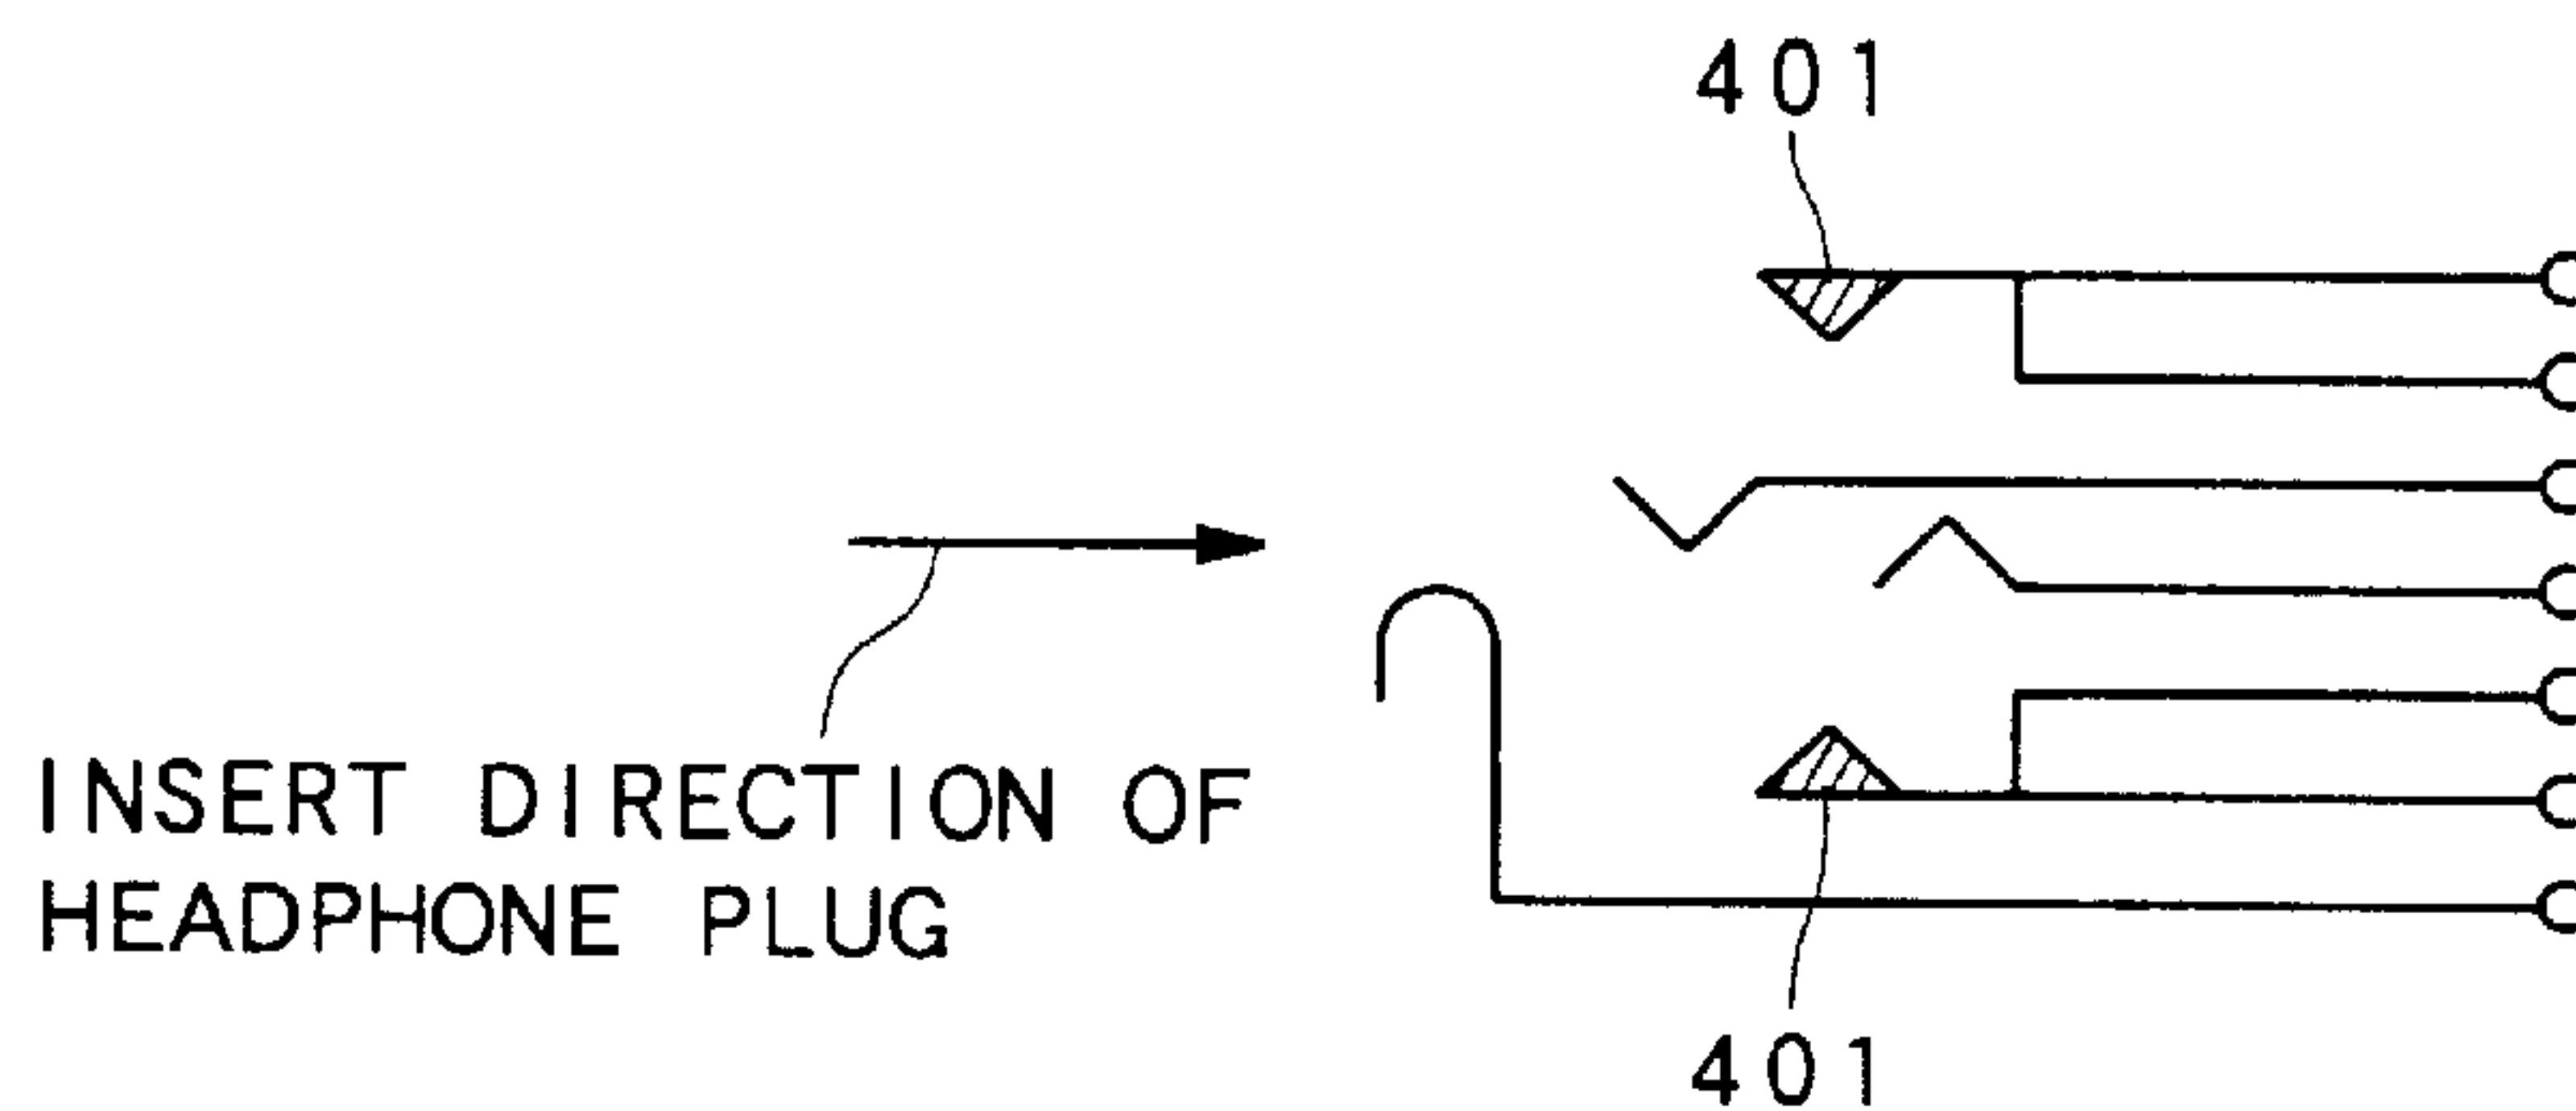 401
INSERT DIRECTION OF
HEADPHONE PLUG
401